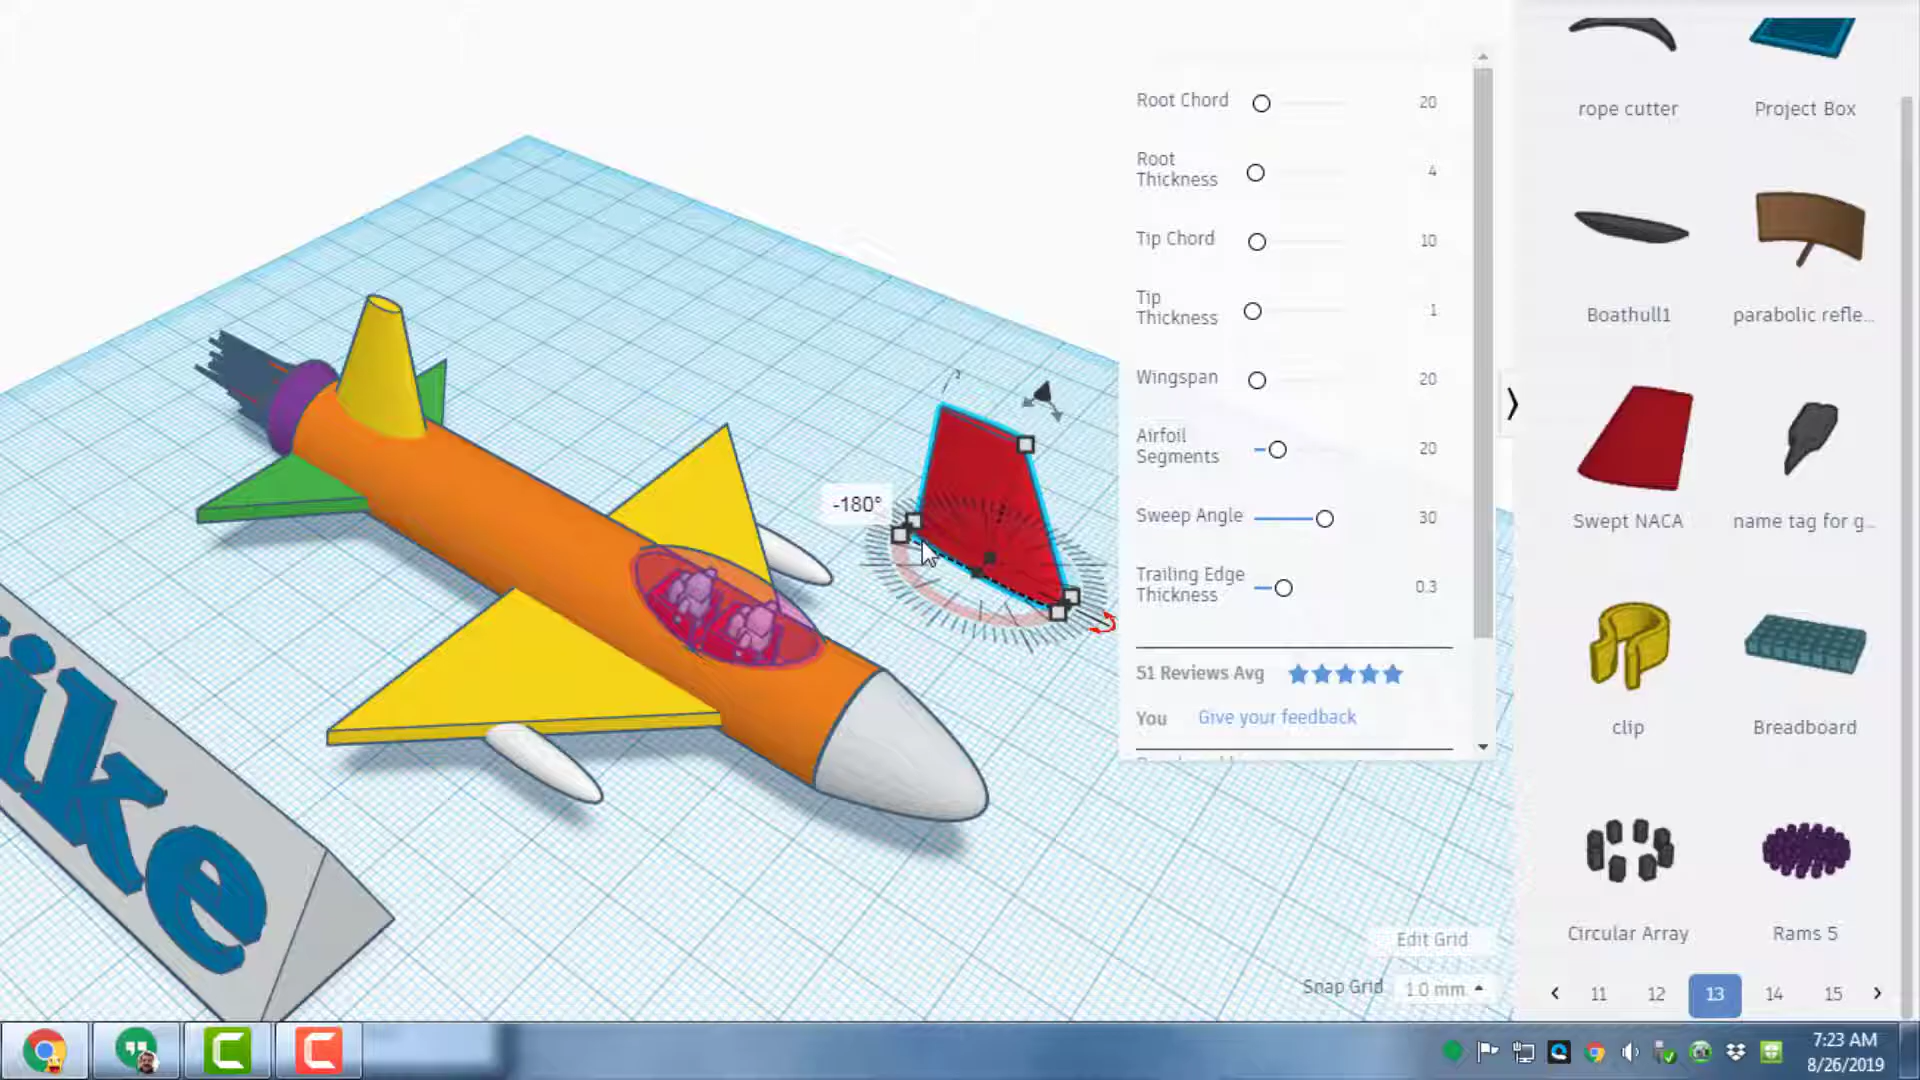 Root Chord 20
Root
Thickness 4
Tip Chord 10
Tip
Thickness 1
Wingspan 20
Airfoil
Segments 20
Sweep Angle 30
Trailing Edge
Thickness 0.3
51 Reviews Avg
You Give your feedback
-180°
ike
Edit Grid
Snap Grid 1.0 mm
rope cutter Project Box
Boathull1 parabolic refle...
Swept NACA name tag for g...
clip Breadboard
Circular Array Rams 5
11 12 13 14 15
7:23 AM
8/26/2019